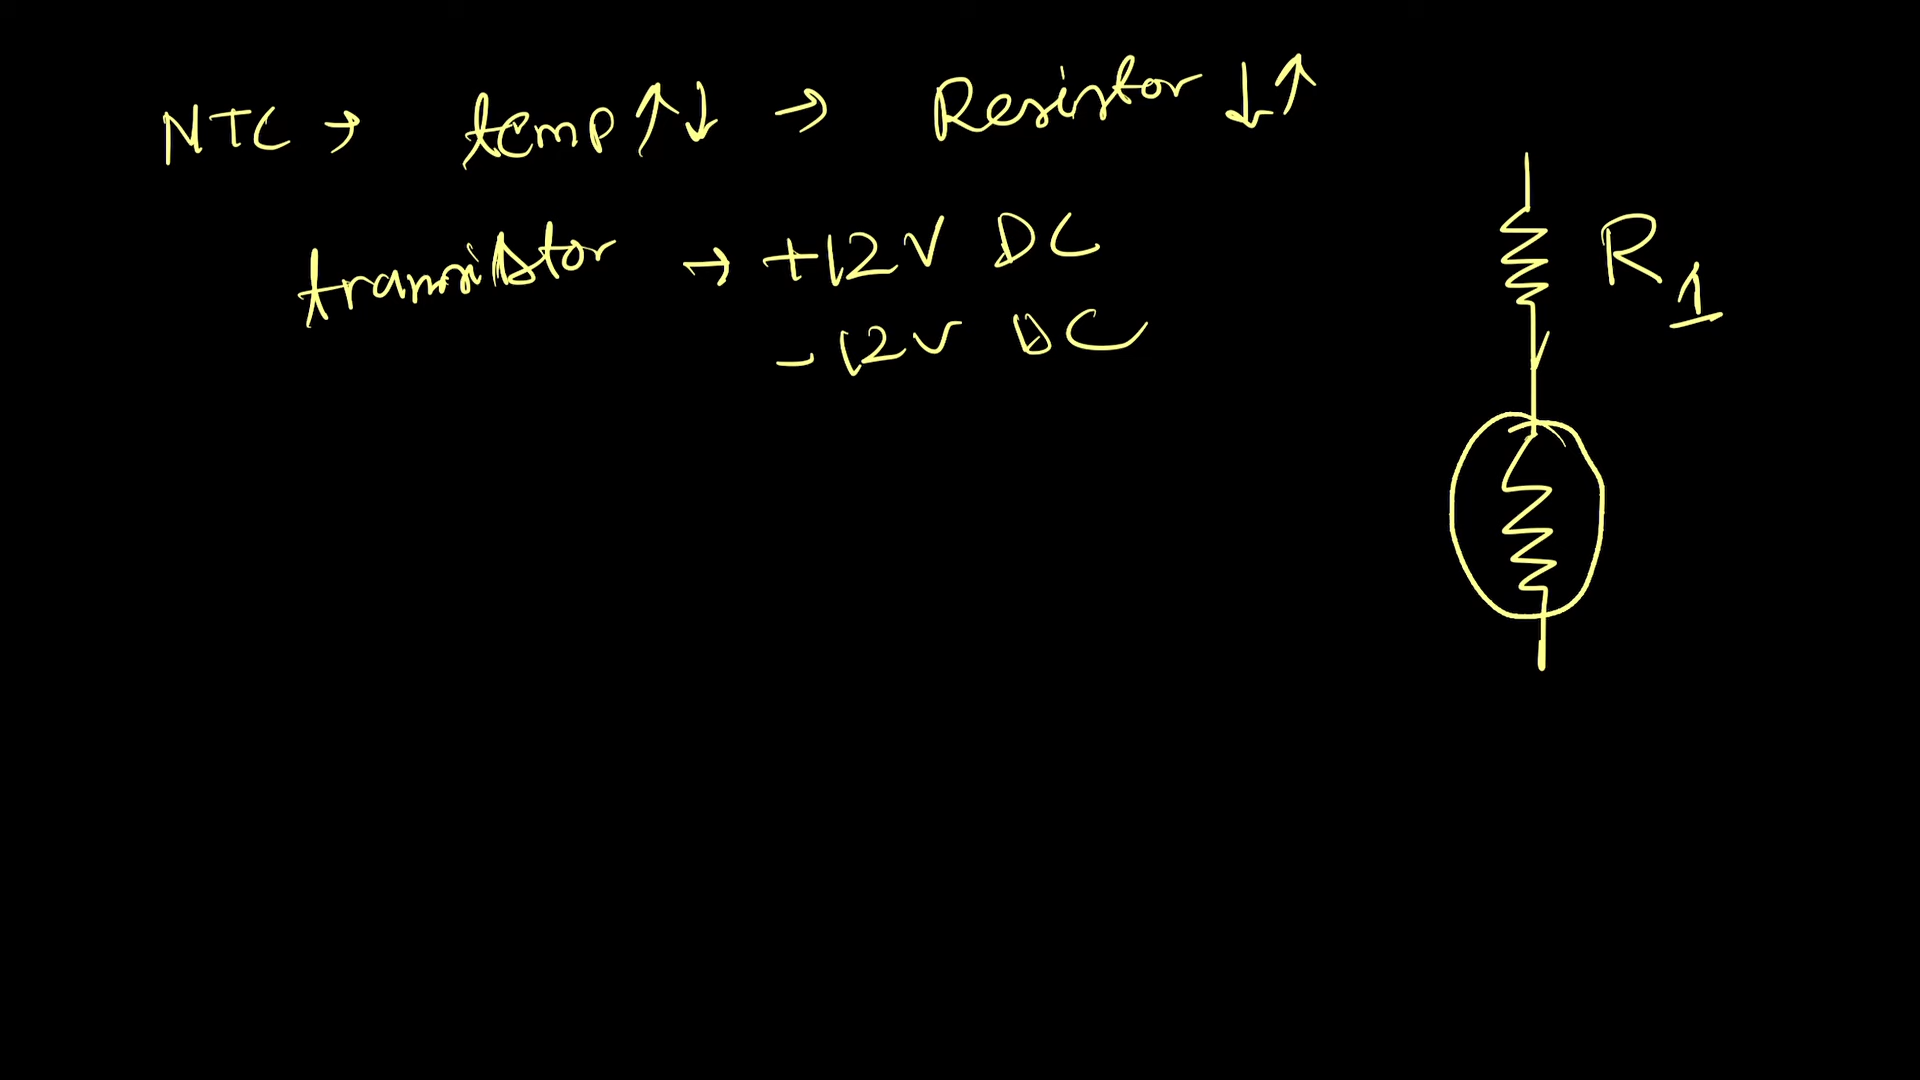 NTC → temp ↑↓ → Resistor ↓↑
transistor → +12V DC
-12V DC
R1